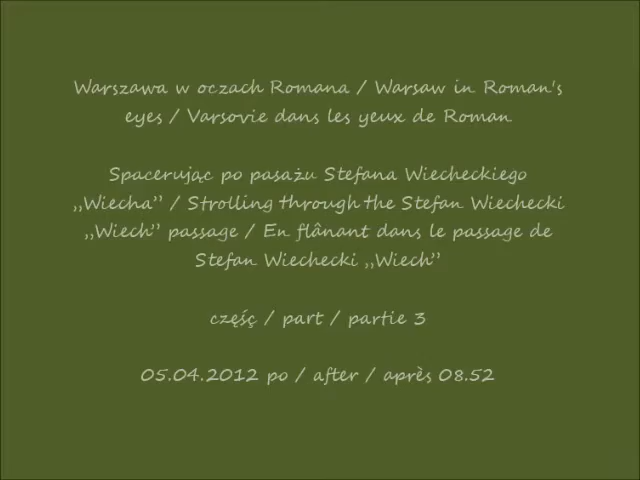 Warszawa w oczach Romana / Warsaw in Roman's
eyes / Varsovie dans les yeux de Roman
Spacerując po pasażu Stefana Wiecheckiego
„Wiecha” / Strolling through the Stefan Wiechecki
„Wiech” passage / En flânant dans le passage de
Stefan Wiechecki „Wiech”
część / part / partie 3
05.04.2012 po / after / après 08.52